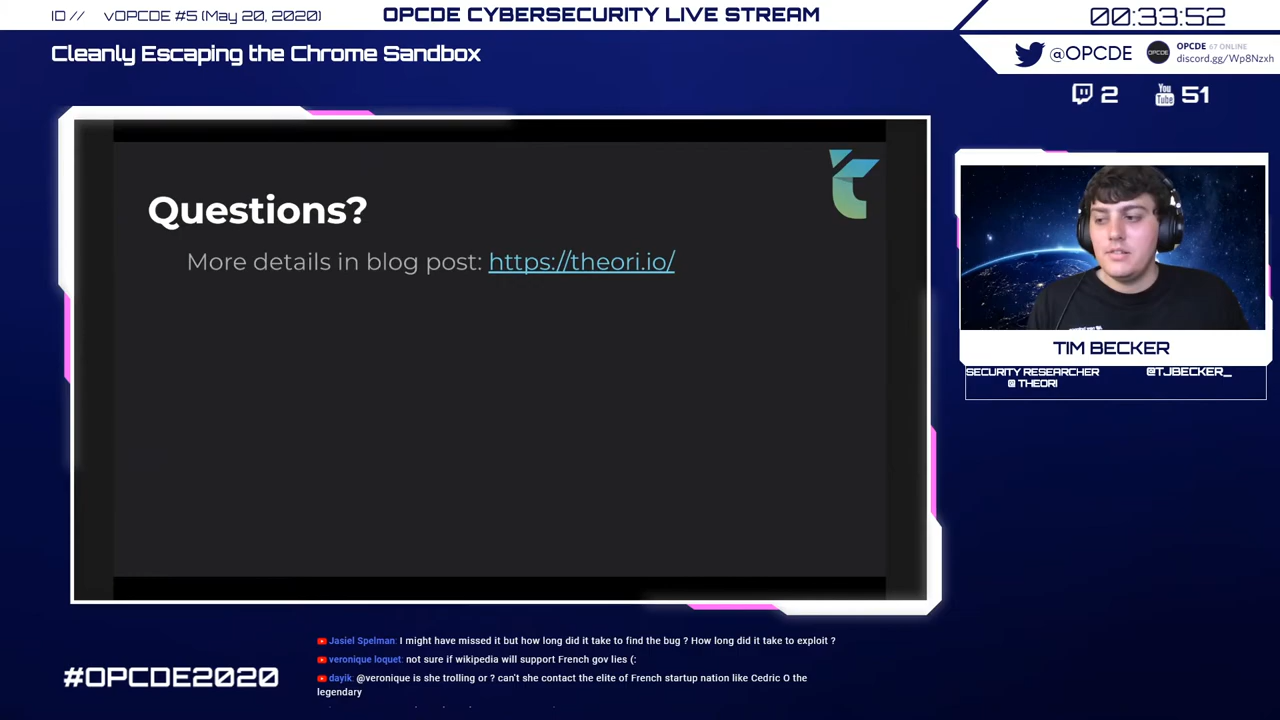 ID // vOPCDE #5 (May 20, 2020)
OPCDE CYBERSECURITY LIVE STREAM
00:33:52
Cleanly Escaping the Chrome Sandbox
@OPCDE
OPCDE 67 ONLINE
discord.gg/Wp8Nzxh
2
You Tube 51
Questions?
More details in blog post: https://theori.io/
TIM BECKER
SECURITY RESEARCHER
@ THEORI
@TJBECKER_
Jasiel Spelman: I might have missed it but how long did it take to find the bug ? How long did it take to exploit ?
veronique loquet: not sure if wikipedia will support French gov lies (:
dayik: @veronique is she trolling or ? can't she contact the elite of French startup nation like Cedric O the
legendary
#OPCDE2020